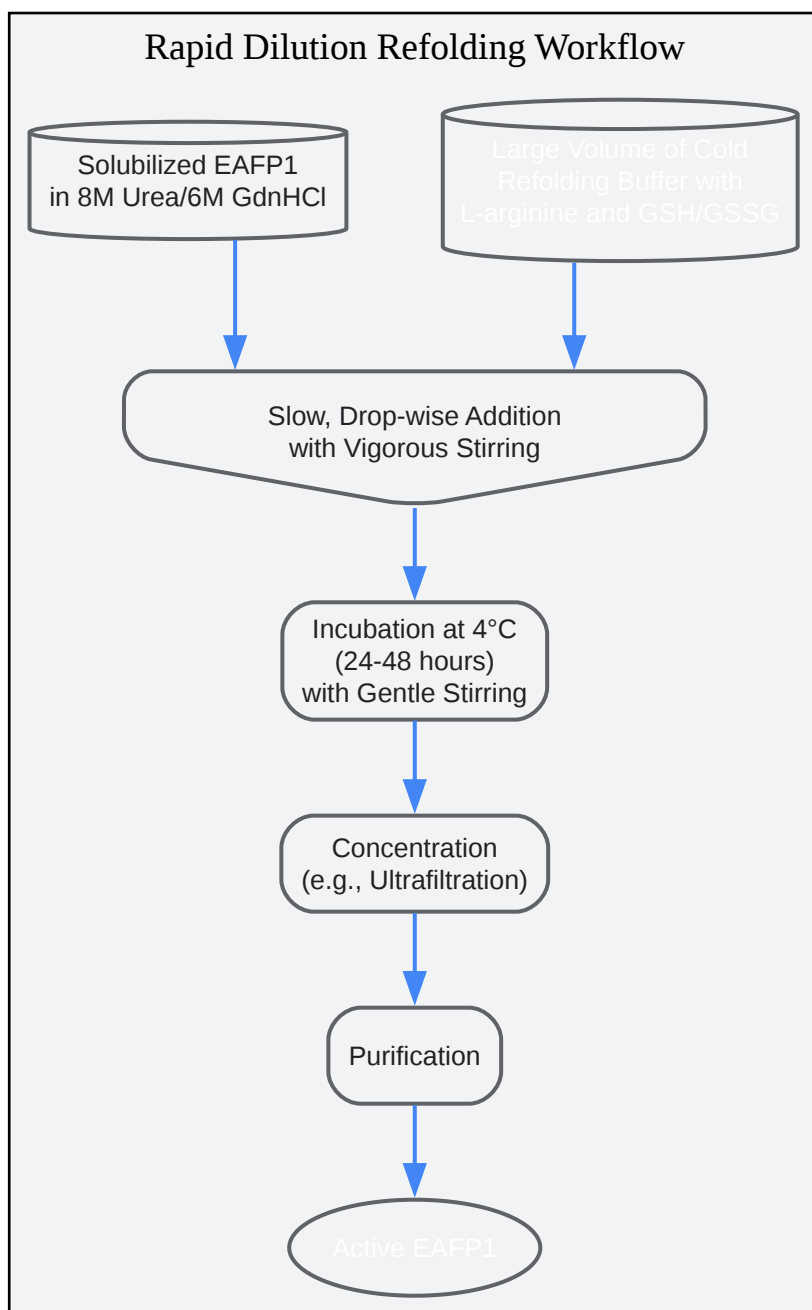 Rapid Dilution Refolding Workflow
Solubilized EAFP1
in 8M Urea/6M GdnHCl
Large Volume of Cold
Refolding Buffer with
L-arginine and GSH/GSSG
Slow, Drop-wise Addition
with Vigorous Stirring
Incubation at 4°C
(24-48 hours)
with Gentle Stirring
Concentration
(e.g., Ultrafiltration)
Purification
Active EAFP1